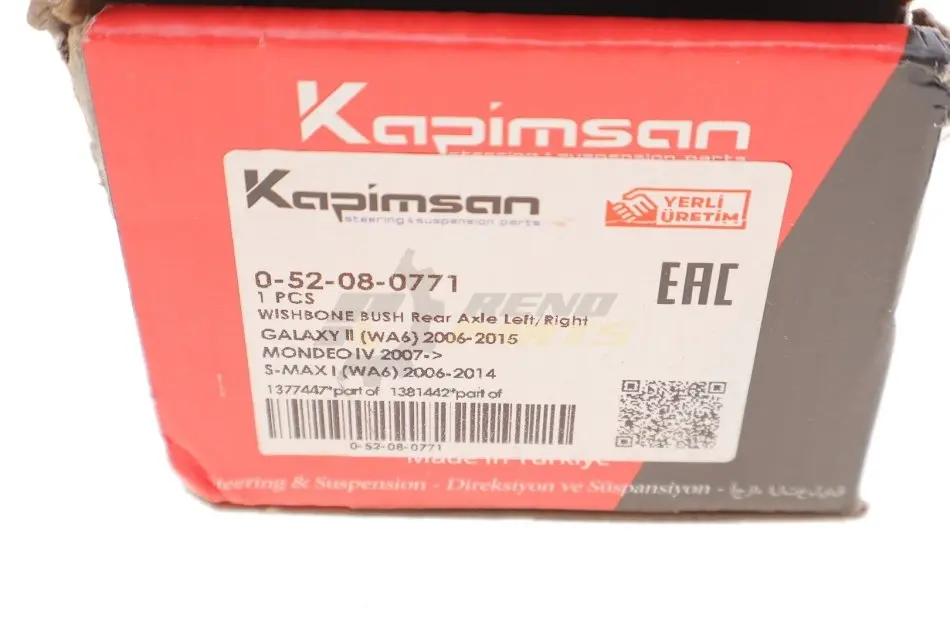 Kapimsan
steering & suspension parts
Kapimsan
steering & suspension parts
YERLİ
ÜRETİM
0-52-08-0771
EAC
1 PCS
WISHBONE BUSH Rear Axle Left/Right
GALAXY II (WA6) 2006-2015
MONDEO IV 2007->
S-MAX I (WA6) 2006-2014
1377447*part of 1381442*part of
0-52-08-0771
Made in Türkiye
Steering & Suspension - Direksiyon ve Süspansiyon -
RENO
PARTS